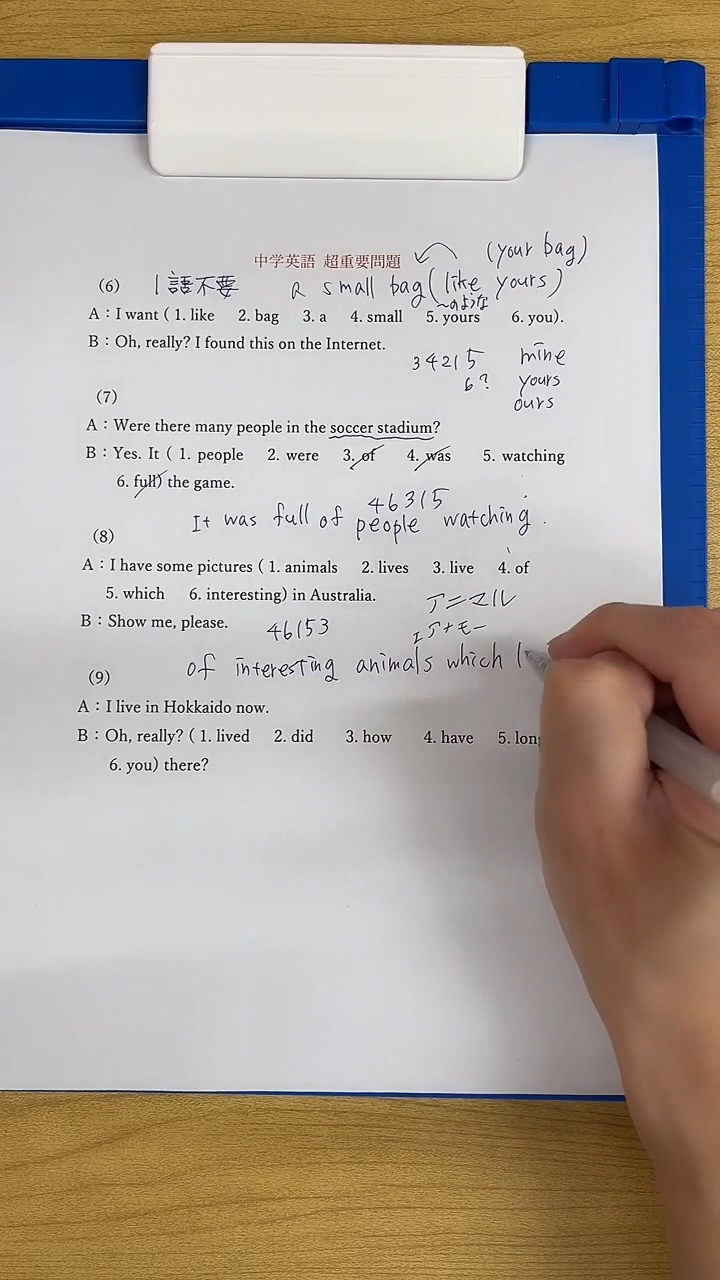 中学英語 超重要問題
(your bag)
(6) 1語不要 a small bag (like yours)
～のような
A：I want ( 1. like 2. bag 3. a 4. small 5. yours 6. you).
B：Oh, really? I found this on the Internet.
34215 mine
6? yours
ours
(7)
A：Were there many people in the soccer stadium?
B：Yes. It ( 1. people 2. were 3. of 4. was 5. watching
6. full) the game.
46315
It was full of people watching.
(8)
A：I have some pictures ( 1. animals 2. lives 3. live 4. of
5. which 6. interesting) in Australia.
アニマル
B：Show me, please. 46153
of interesting animals which l
(9)
A：I live in Hokkaido now.
B：Oh, really? ( 1. lived 2. did 3. how 4. have 5. long
6. you) there?